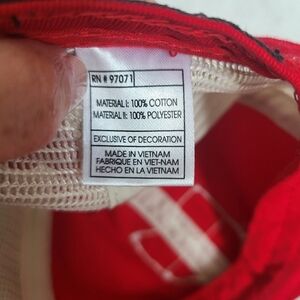 RN # 97071
MATERIAL I: 100% COTTON
MATERIAL II: 100% POLYESTER
EXCLUSIVE OF DECORATION
MADE IN VIETNAM
FABRIQUE EN VIET-NAM
HECHO EN LA VIETNAM